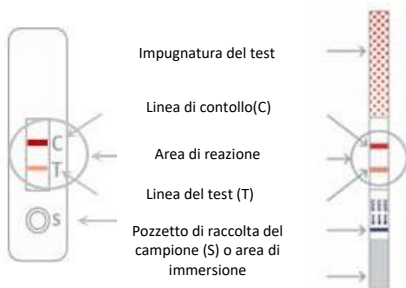 Impugnatura del test
Linea di contollo(C)
Area di reazione
Linea del test (T)
Pozzetto di raccolta del
campione (S) o area di
immersione
C
T
S